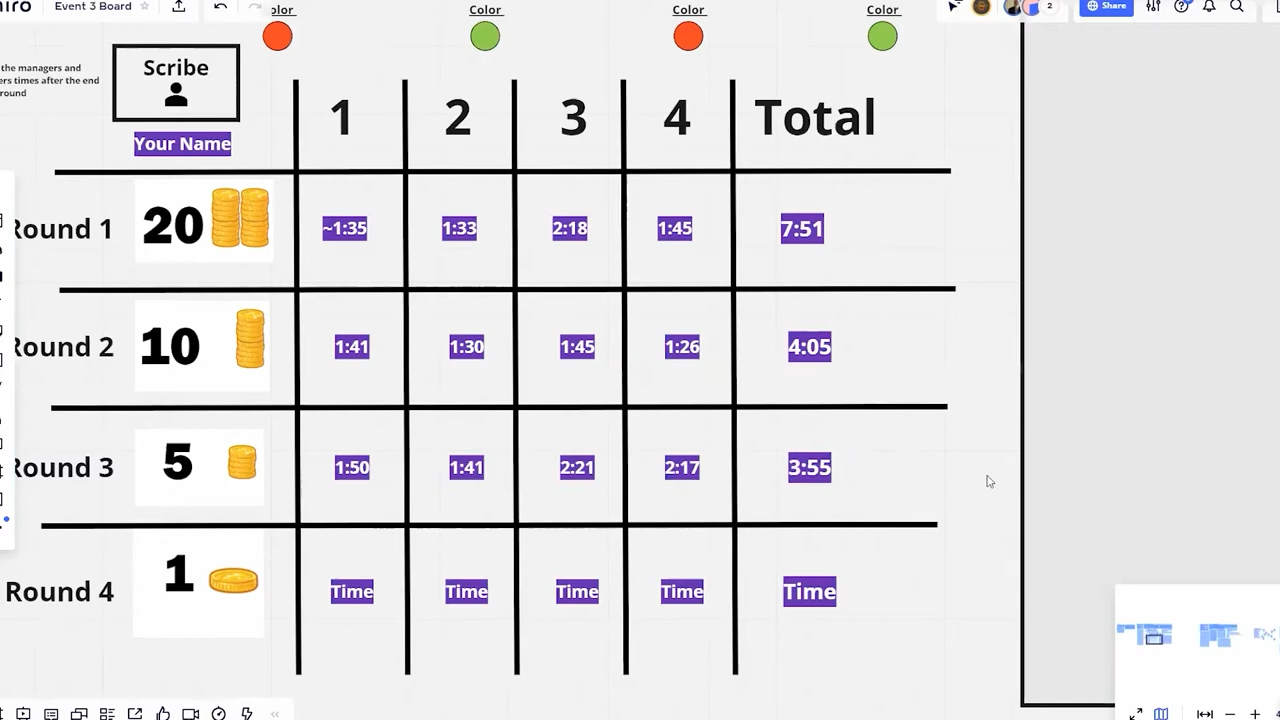 miro
Event 3 Board
2
Share
olor
Color
Color
Color
the managers and
ers times after the end
round
Scribe
Your Name
1 2 3 4 Total
Round 1 20 ~1:35 1:33 2:18 1:45 7:51
Round 2 10 1:41 1:30 1:45 1:26 4:05
Round 3 5 1:50 1:41 2:21 2:17 3:55
Round 4 1 Time Time Time Time Time